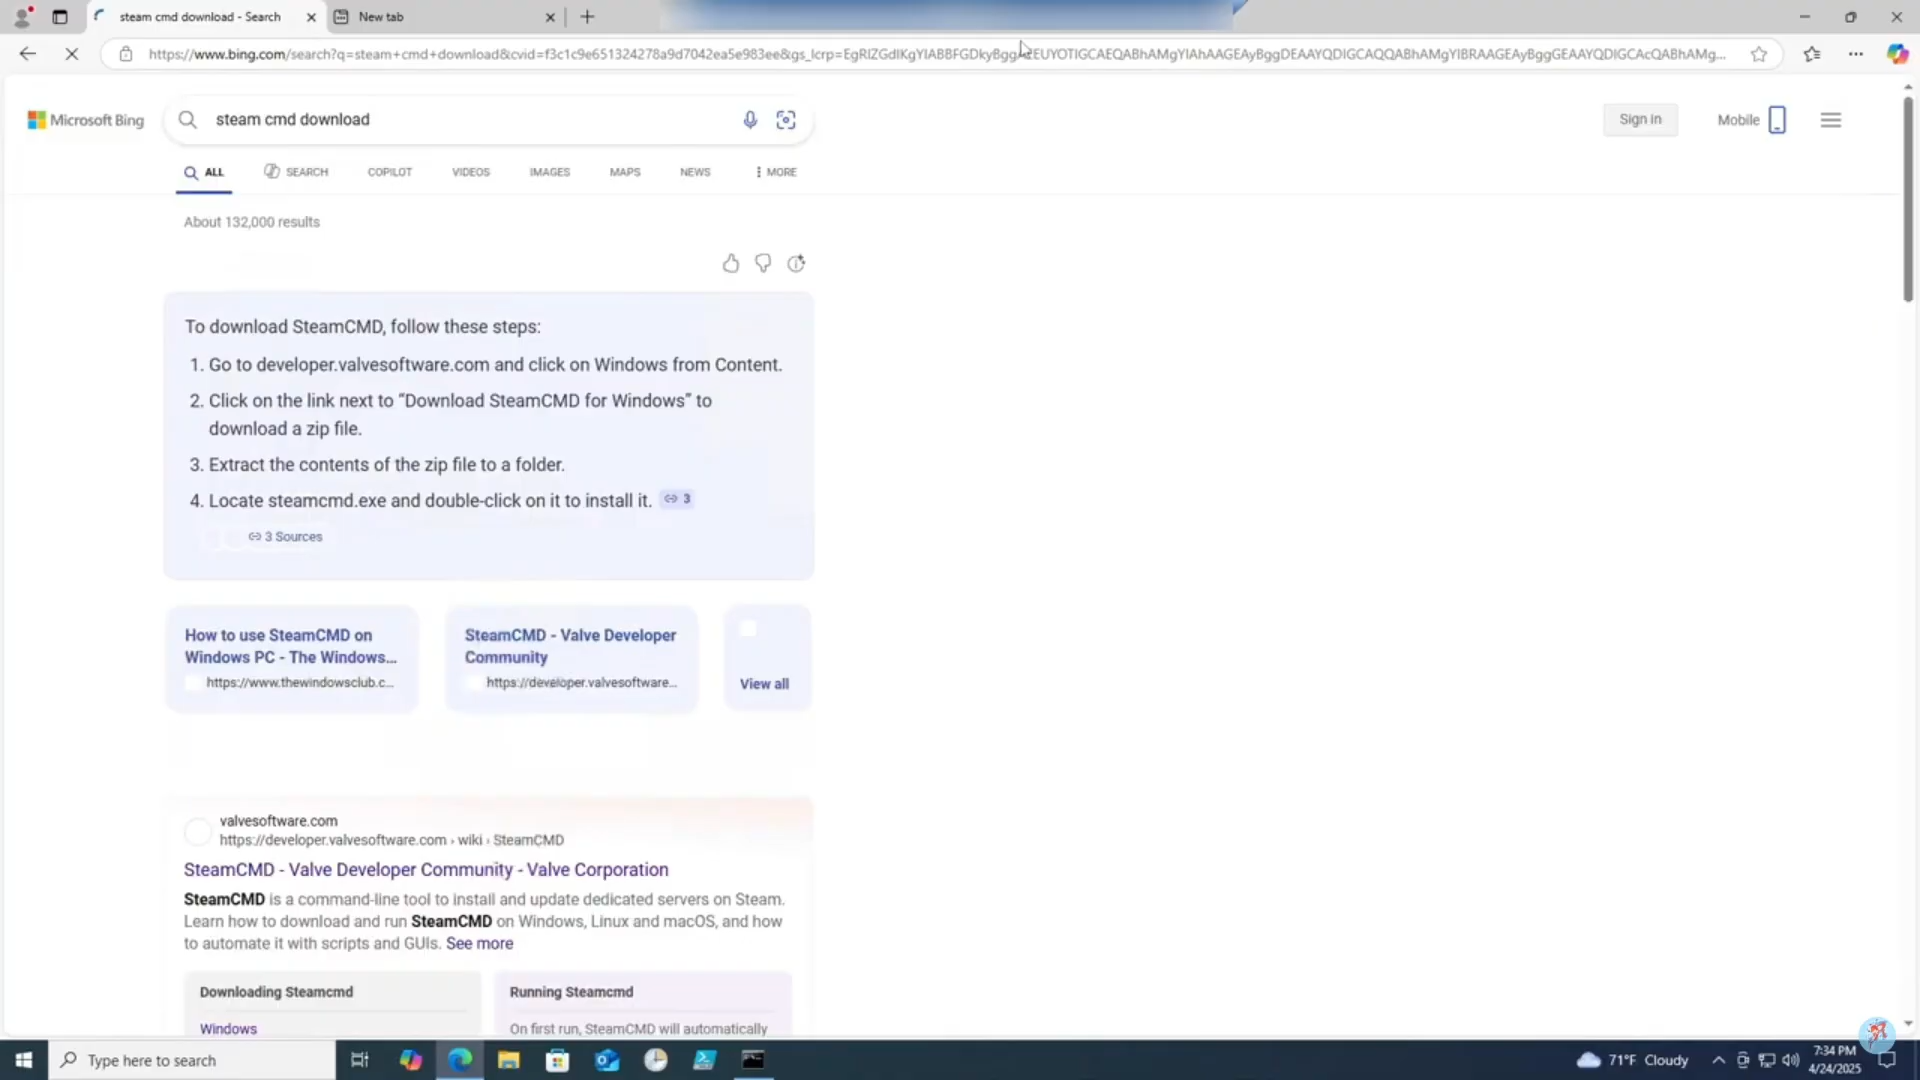 steam cmd download - Search
New tab
https://www.bing.com/search?q=steam+cmd+download&cvid=f3c1c9e651324278a9d7042ea5e983ee&gs_lcrp=
Microsoft Bing
steam cmd download
Sign in
Mobile
ALL
SEARCH
COPILOT
VIDEOS
IMAGES
MAPS
NEWS
MORE
About 132,000 results
To download SteamCMD, follow these steps:
1. Go to developer.valvesoftware.com and click on Windows from Content.
2. Click on the link next to “Download SteamCMD for Windows” to
download a zip file.
3. Extract the contents of the zip file to a folder.
4. Locate steamcmd.exe and double-click on it to install it. 3
3 Sources
How to use SteamCMD on
Windows PC - The Windows...
https://www.thewindowsclub.c...
SteamCMD - Valve Developer
Community
https://developer.valvesoftware...
View all
valvesoftware.com
https://developer.valvesoftware.com › wiki › SteamCMD
SteamCMD - Valve Developer Community - Valve Corporation
SteamCMD is a command-line tool to install and update dedicated servers on Steam.
Learn how to download and run SteamCMD on Windows, Linux and macOS, and how
to automate it with scripts and GUIs. See more
Downloading Steamcmd
Windows
Running Steamcmd
On first run, SteamCMD will automatically
Type here to search
71°F Cloudy
7:34 PM
4/24/2025